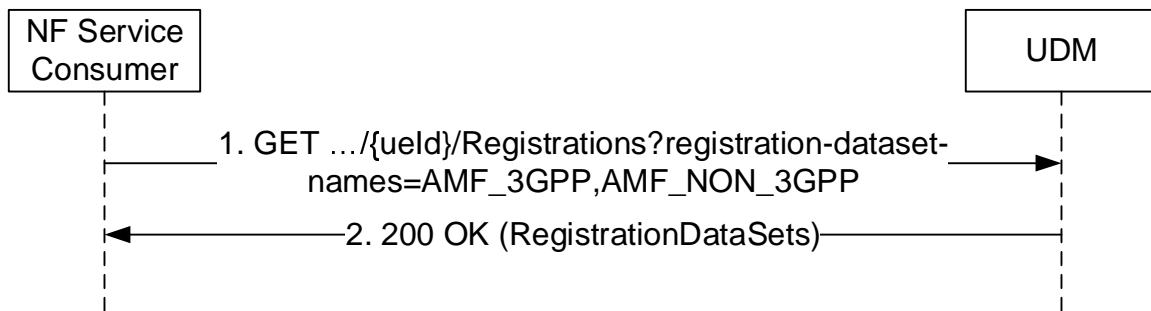 NF Service
Consumer
UDM
1. GET …/{ueId}/Registrations?registration-dataset-
names=AMF_3GPP,AMF_NON_3GPP
2. 200 OK (RegistrationDataSets)